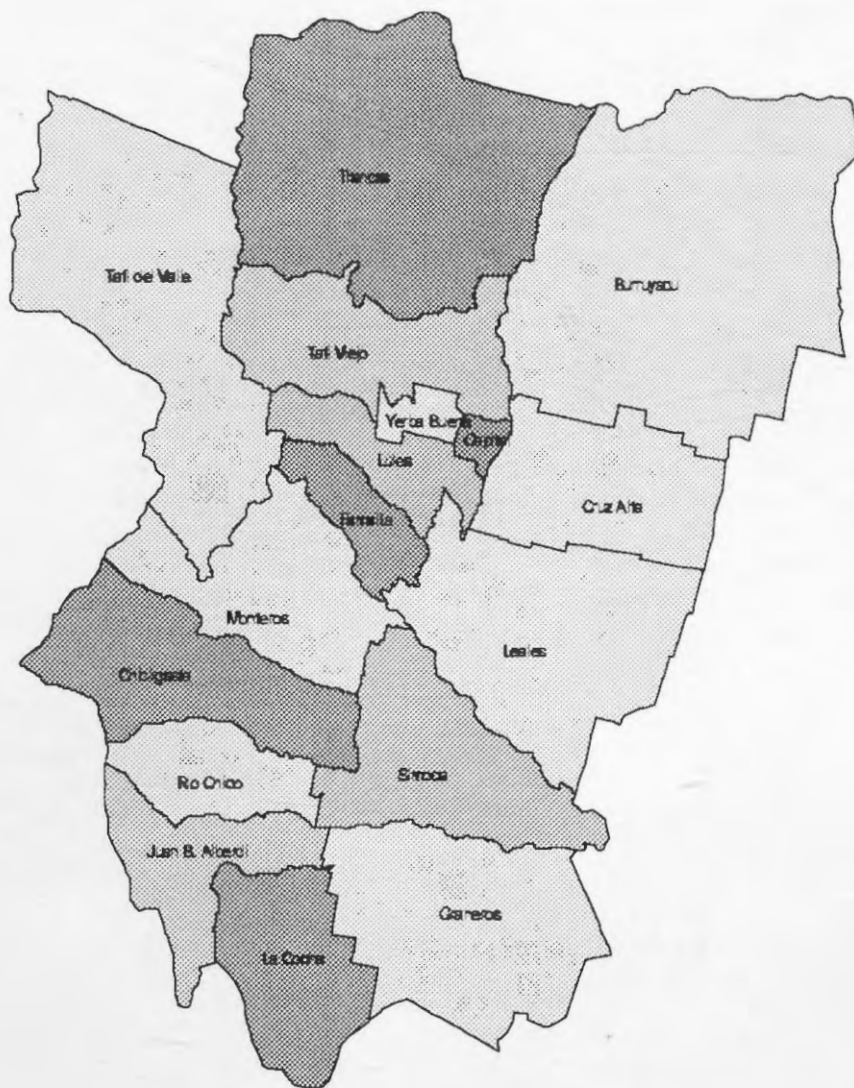 Trancas
Tafi del Valle
Burruyacu
Tafi Viejo
Yerba Buena
Capital
Lules
Cruz Alta
Famailla
Monteros
Leales
Chicligasta
Rio Chico
Simoca
Juan B. Alberdi
Graneros
La Cocha